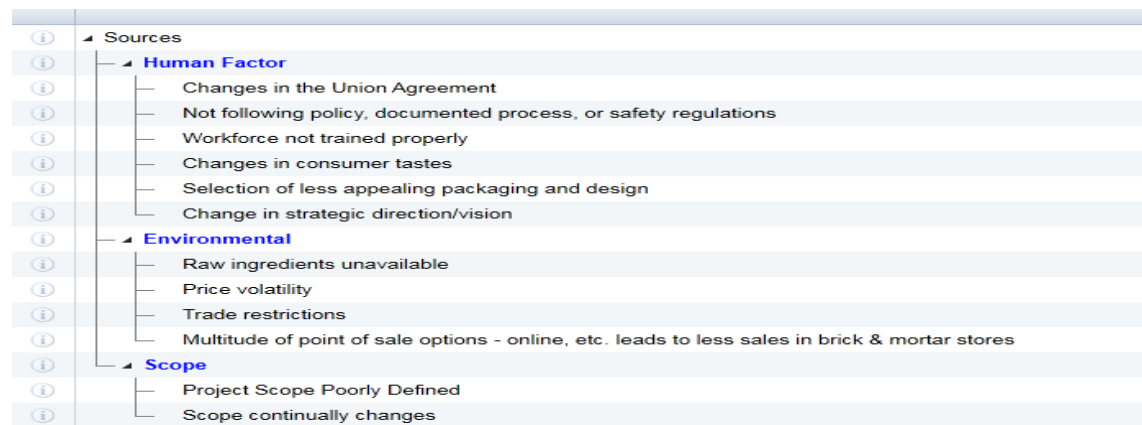 Sources
Human Factor
Changes in the Union Agreement
Not following policy, documented process, or safety regulations
Workforce not trained properly
Changes in consumer tastes
Selection of less appealing packaging and design
Change in strategic direction/vision
Environmental
Raw ingredients unavailable
Price volatility
Trade restrictions
Multitude of point of sale options - online, etc. leads to less sales in brick & mortar stores
Scope
Project Scope Poorly Defined
Scope continually changes